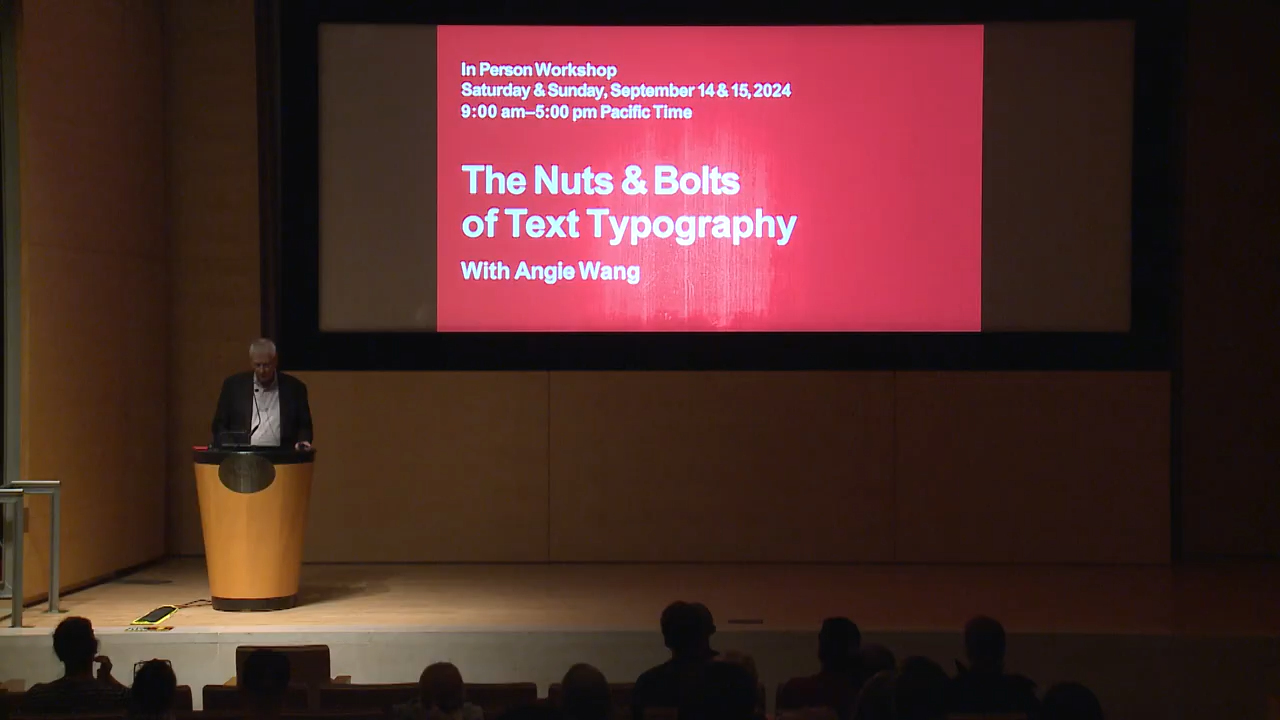 In Person Workshop
Saturday & Sunday, September 14 & 15, 2024
9:00 am–5:00 pm Pacific Time
The Nuts & Bolts
of Text Typography
With Angie Wang